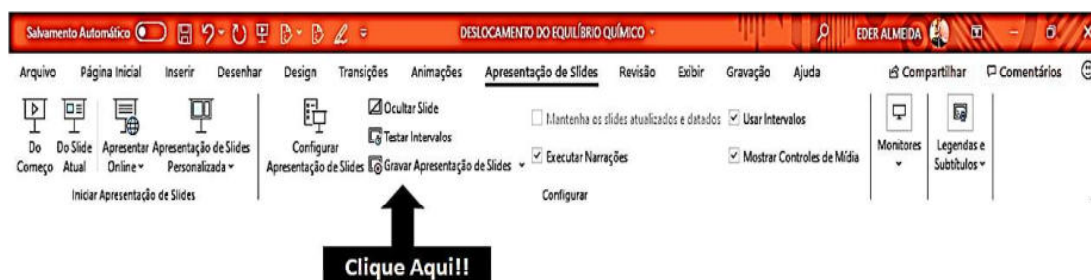 Salvamento Automático
DESLOCAMENTO DO EQUILÍBRIO QUÍMICO
EDER ALMEIDA
Arquivo Página Inicial Inserir Desenhar Design Transições Animações Apresentação de Slides Revisão Exibir Gravação Ajuda Compartilhar Comentários
Do Começo
Do Slide Atual
Apresentar Online
Apresentação de Slides Personalizada
Iniciar Apresentação de Slides
Configurar Apresentação de Slides
Ocultar Slide
Testar Intervalos
Gravar Apresentação de Slides
Mantenha os slides atualizados e datados
Executar Narrações
Usar Intervalos
Mostrar Controles de Mídia
Configurar
Monitores
Legendas e Subtítulos
Clique Aqui!!